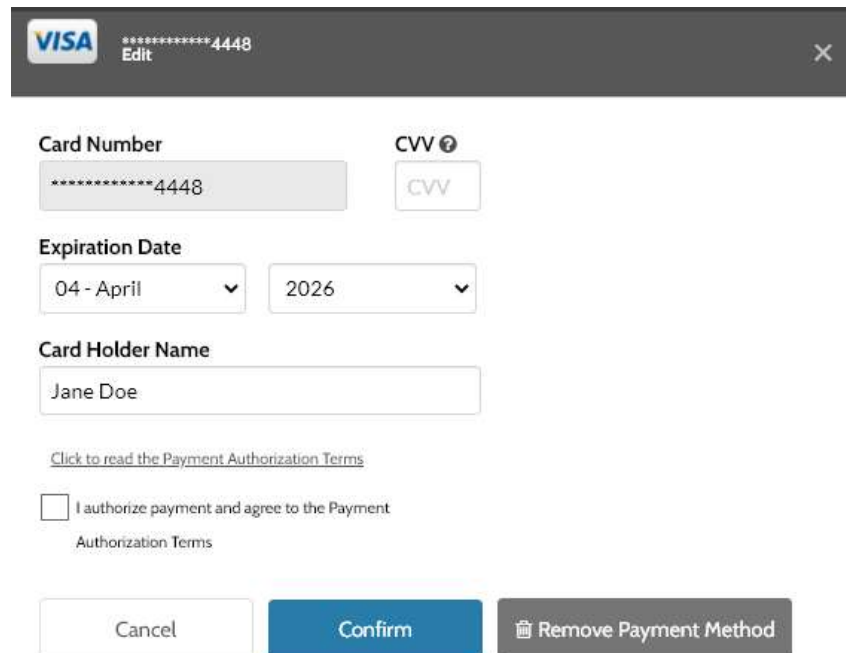 VISA ************4448
Edit
×
Card Number CVV ?
************4448 CVV
Expiration Date
04 - April 2026
Card Holder Name
Jane Doe
Click to read the Payment Authorization Terms
I authorize payment and agree to the Payment
Authorization Terms
Cancel Confirm Remove Payment Method